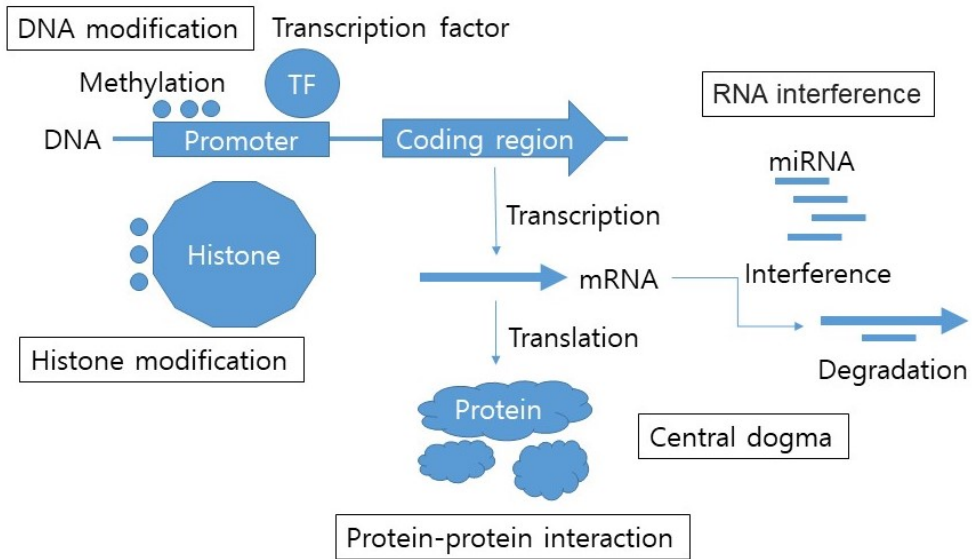 DNA modification
Transcription factor
Methylation
TF
RNA interference
DNA
Promoter
Coding region
miRNA
Transcription
Histone
Interference
mRNA
Translation
Histone modification
Degradation
Protein
Central dogma
Protein-protein interaction